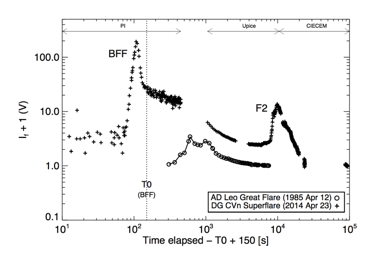 PI Upice CIECEM
100.0
10.0
1.0
0.1
I_f + 1 (V)
BFF
F2
T0
(BFF)
AD Leo Great Flare (1985 Apr 12) o
DG CVn Superflare (2014 Apr 23) +
10^1 10^2 10^3 10^4 10^5
Time elapsed – T0 + 150 [s]